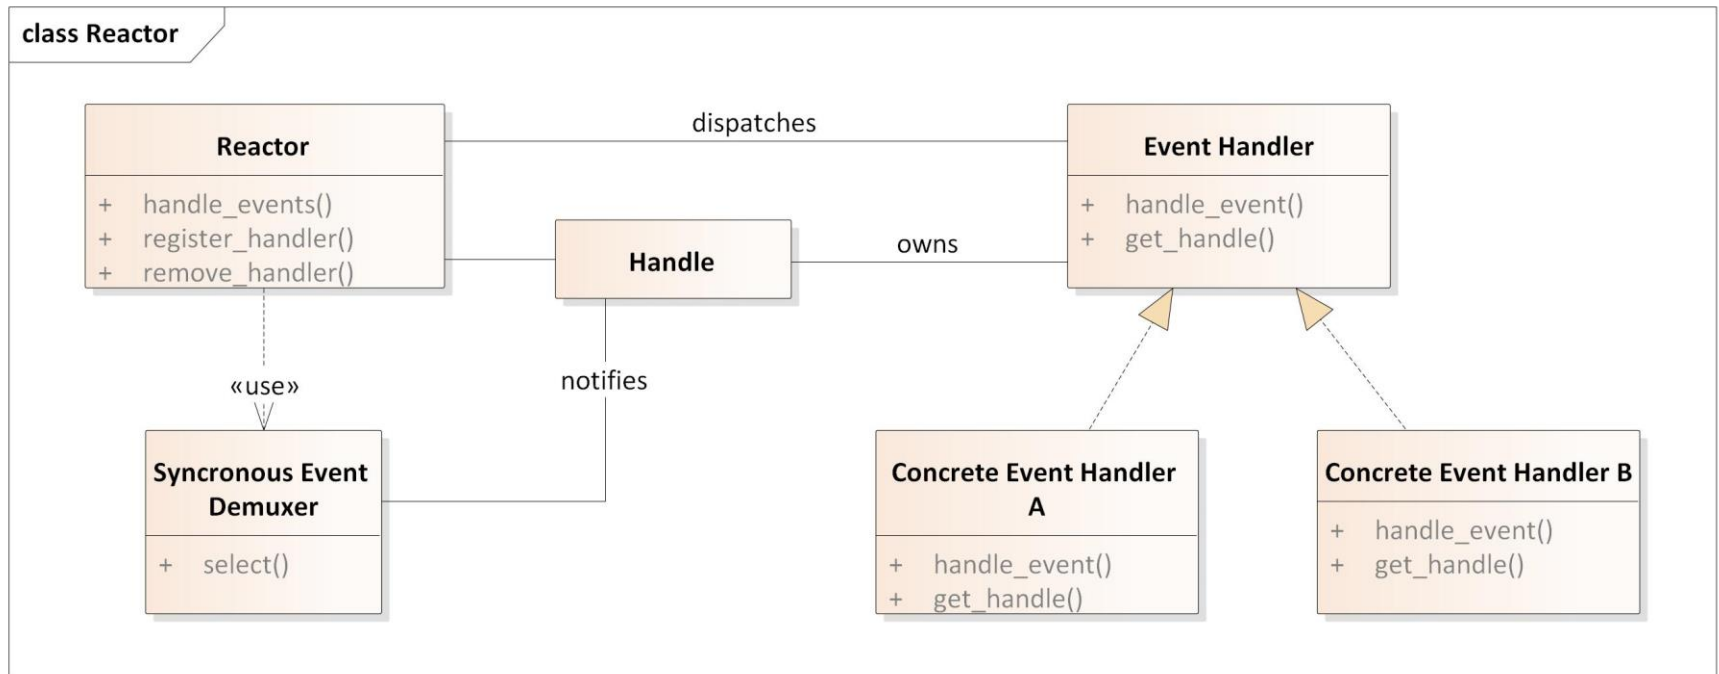 class Reactor
Reactor
+ handle_events()
+ register_handler()
+ remove_handler()
dispatches
Event Handler
+ handle_event()
+ get_handle()
Handle
owns
«use»
notifies
Syncronous Event
Demuxer
+ select()
Concrete Event Handler
A
+ handle_event()
+ get_handle()
Concrete Event Handler B
+ handle_event()
+ get_handle()